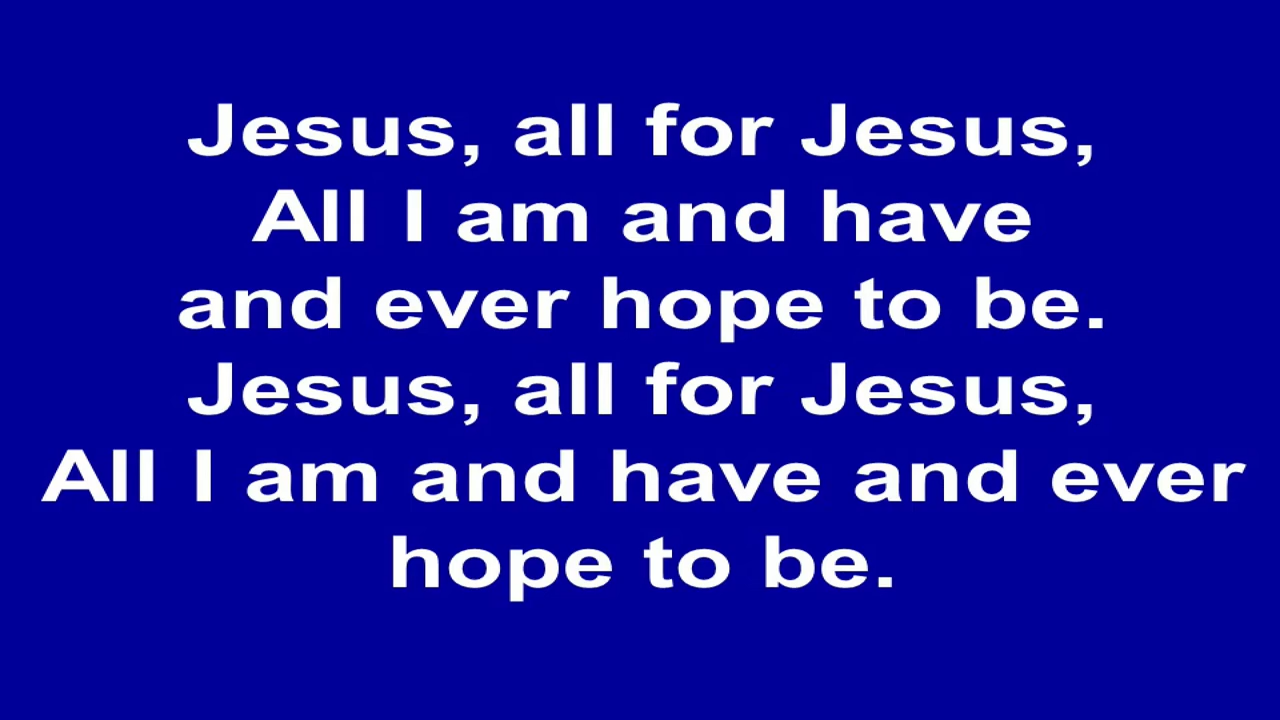 Jesus, all for Jesus,
All I am and have
and ever hope to be.
Jesus, all for Jesus,
All I am and have and ever
hope to be.